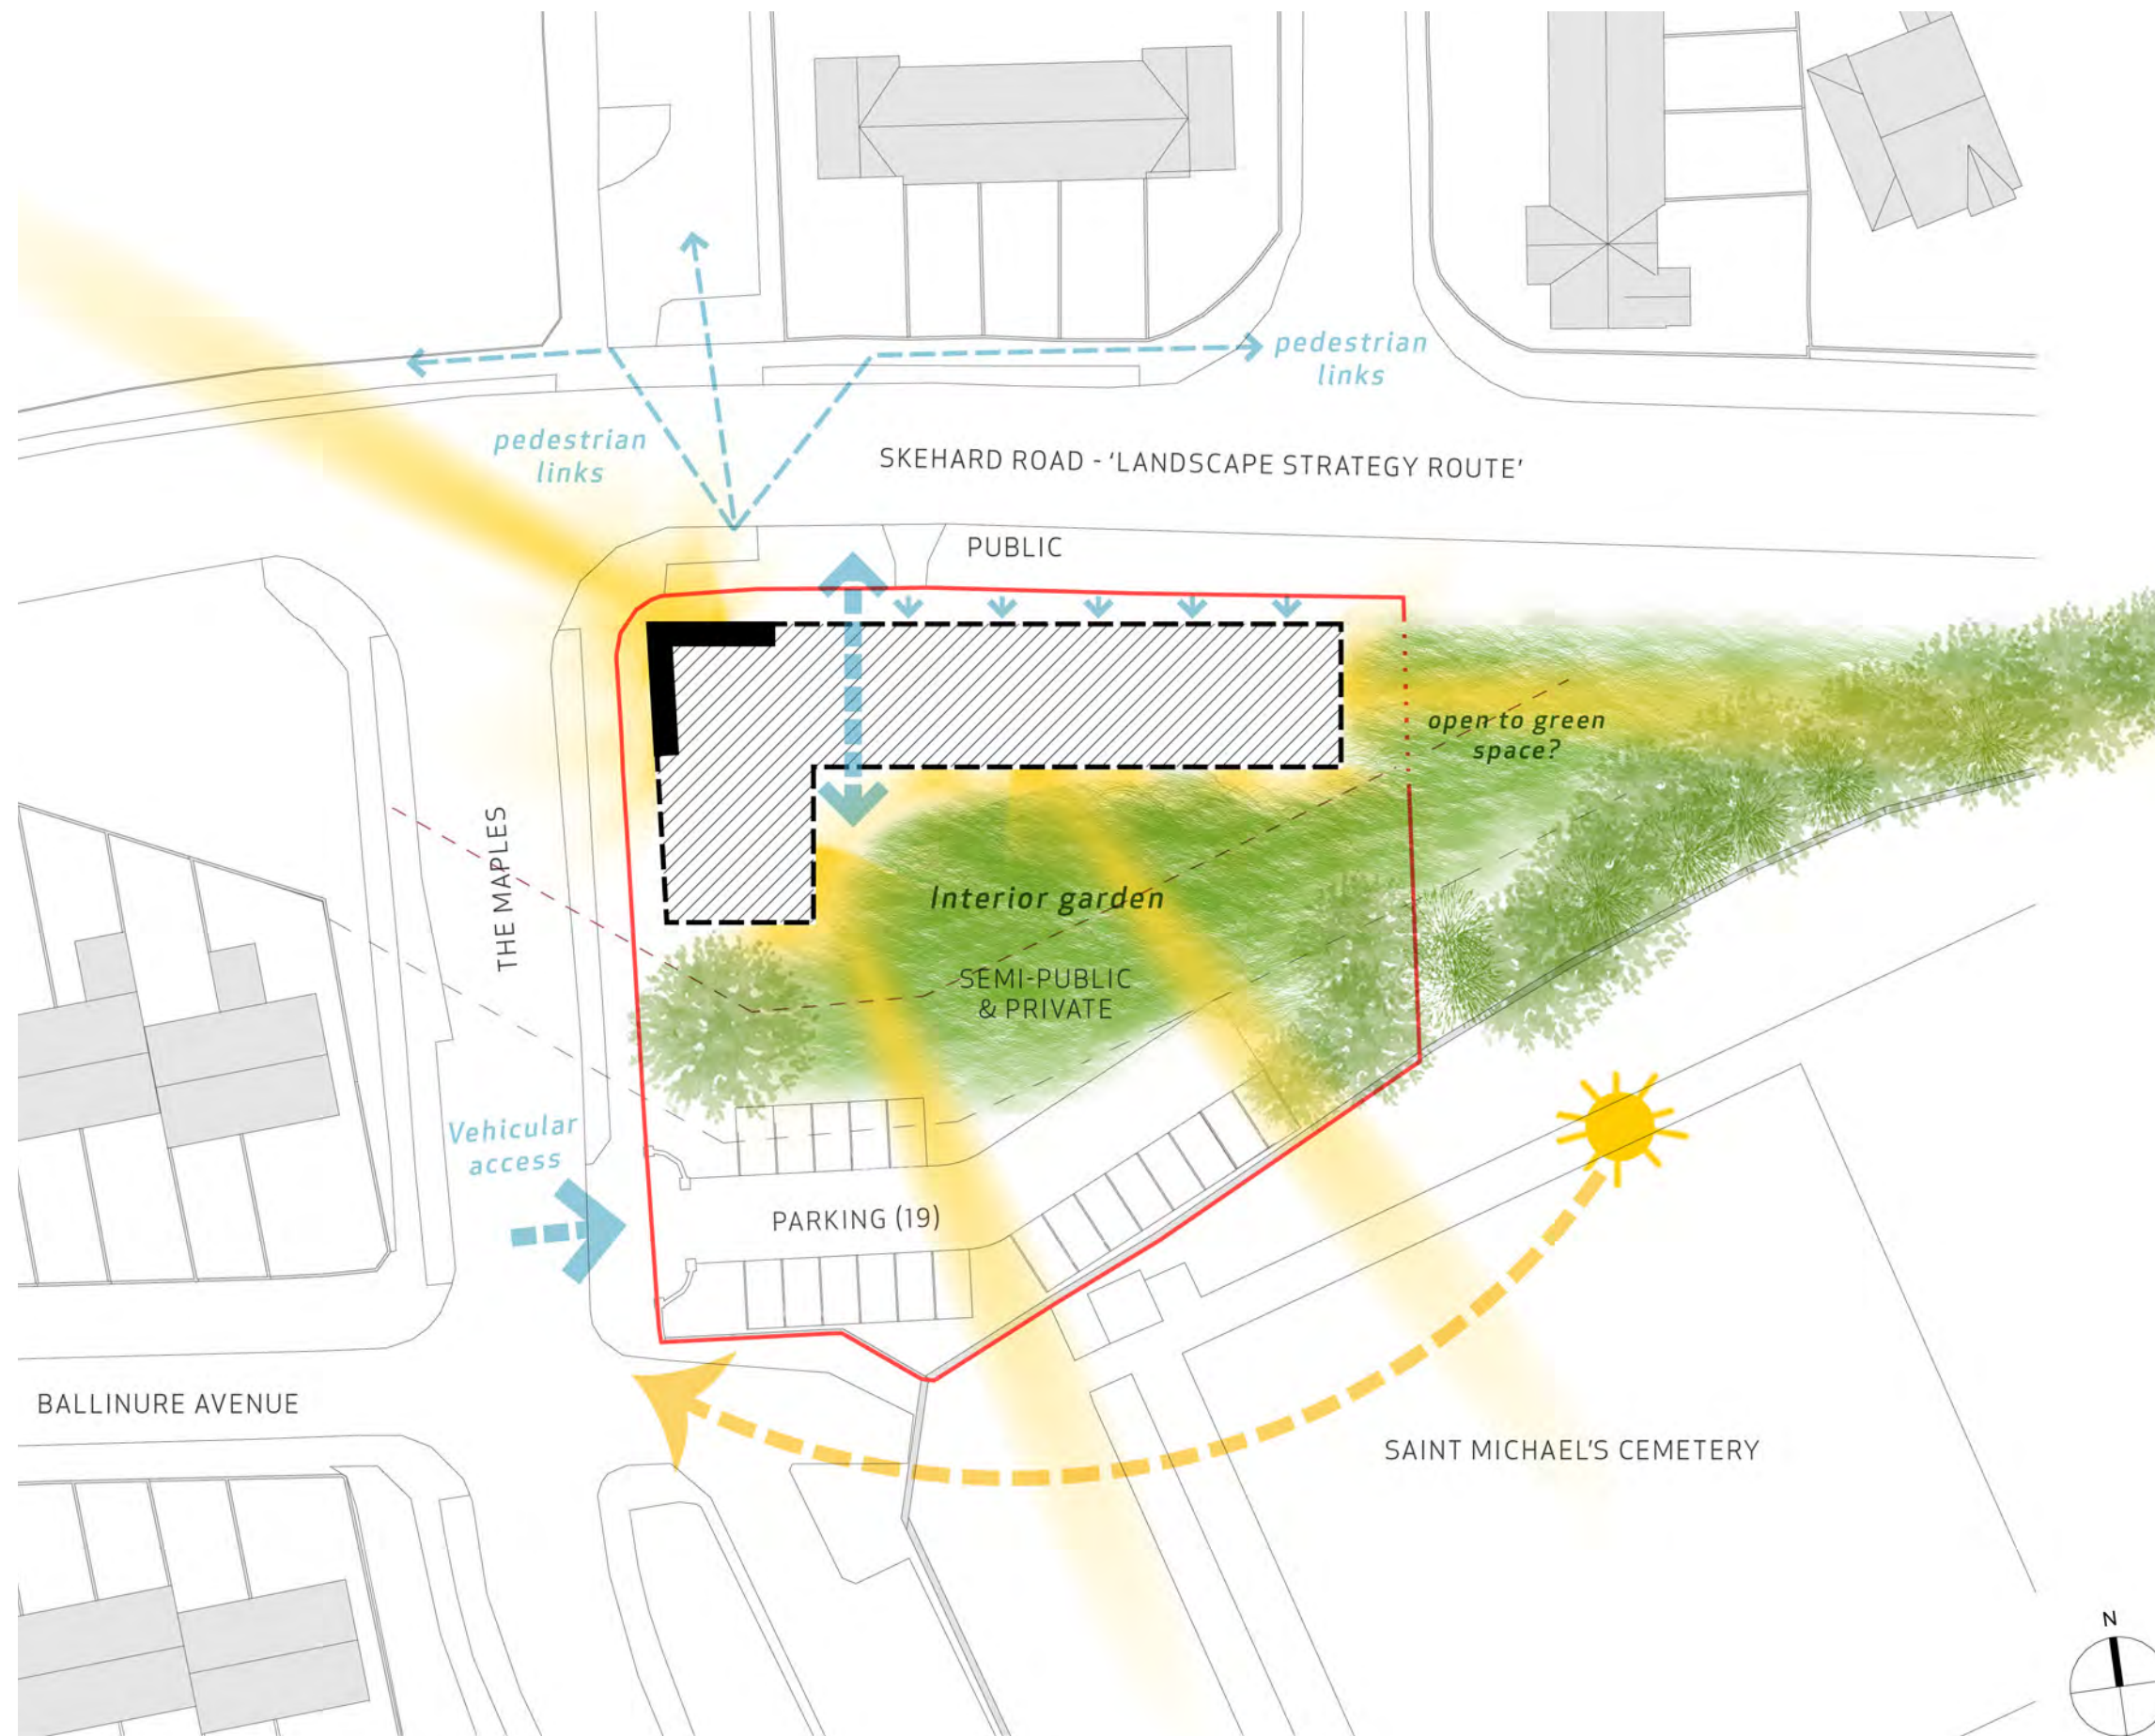 pedestrian
links
pedestrian
links
SKEHARD ROAD - ‘LANDSCAPE STRATEGY ROUTE’
PUBLIC
open to green
space?
THE MAPLES
Interior garden
SEMI-PUBLIC
& PRIVATE
Vehicular
access
PARKING (19)
BALLINURE AVENUE
SAINT MICHAEL’S CEMETERY
N